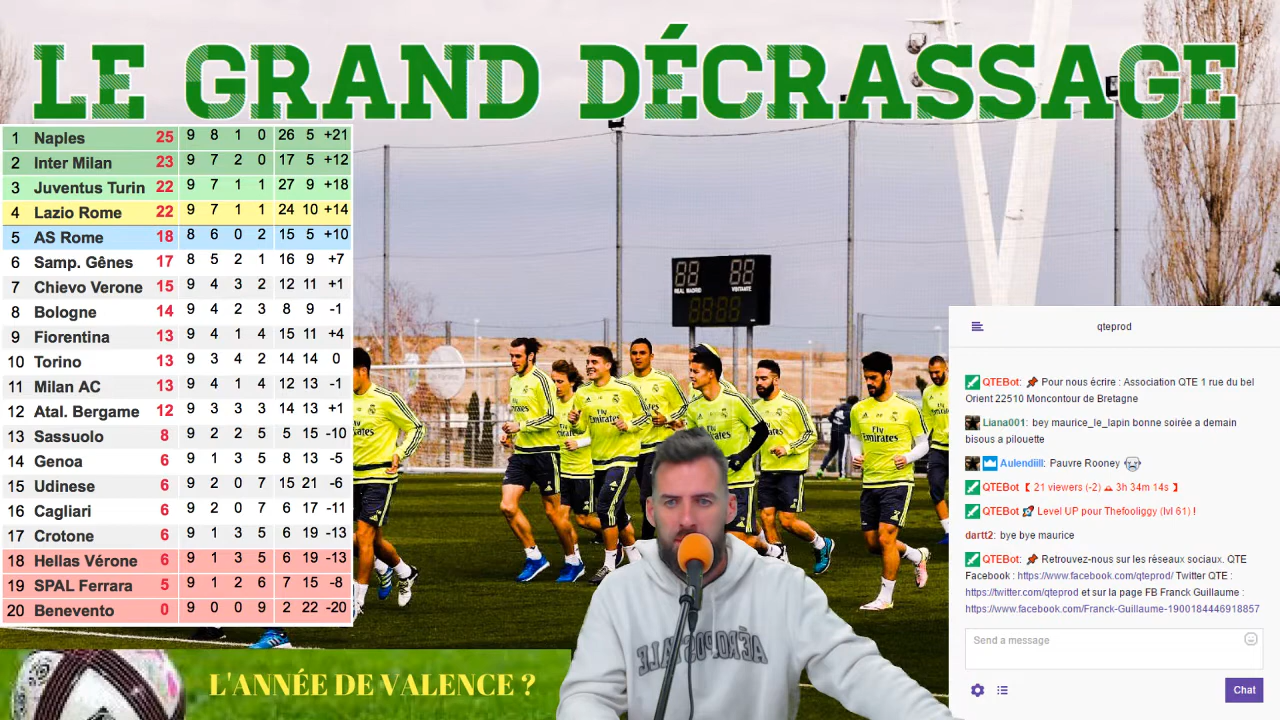 LE GRAND DÉCRASSAGE
1 Naples 25 9 8 1 0 26 5 +21
2 Inter Milan 23 9 7 2 0 17 5 +12
3 Juventus Turin 22 9 7 1 1 27 9 +18
4 Lazio Rome 22 9 7 1 1 24 10 +14
5 AS Rome 18 8 6 0 2 15 5 +10
6 Samp. Gênes 17 8 5 2 1 16 9 +7
7 Chievo Verone 15 9 4 3 2 12 11 +1
8 Bologne 14 9 4 2 3 8 9 -1
9 Fiorentina 13 9 4 1 4 15 11 +4
10 Torino 13 9 3 4 2 14 14 0
11 Milan AC 13 9 4 1 4 12 13 -1
12 Atal. Bergame 12 9 3 3 3 14 13 +1
13 Sassuolo 8 9 2 2 5 5 15 -10
14 Genoa 6 9 1 3 5 8 13 -5
15 Udinese 6 9 2 0 7 15 21 -6
16 Cagliari 6 9 2 0 7 6 17 -11
17 Crotone 6 9 1 3 5 6 19 -13
18 Hellas Vérone 6 9 1 3 5 6 19 -13
19 SPAL Ferrara 5 9 1 2 6 7 15 -8
20 Benevento 0 9 0 0 9 2 22 -20
REAL MADRID VISITANTE
Fly Emirates
Fly Emirates
Fly Emirates
Fly Emirates
AÉROPOSTALE
L'ANNÉE DE VALENCE ?
qteprod
QTEBot: 📌 Pour nous écrire : Association QTE 1 rue du bel
Orient 22510 Moncontour de Bretagne
Liana001: bey maurice_le_lapin bonne soirée a demain
bisous a pilouette
Aulendiill: Pauvre Rooney
QTEBot 【 21 viewers (-2) 3h 34m 14s 】
QTEBot 🚀 Level UP pour Thefooliggy (lvl 61) !
dartt2: bye bye maurice
QTEBot: 📌 Retrouvez-nous sur les réseaux sociaux. QTE
Facebook : https://www.facebook.com/qteprod/ Twitter QTE :
https://twitter.com/qteprod et sur la page FB Franck Guillaume :
https://www.facebook.com/Franck-Guillaume-1900184446918857
Send a message
Chat